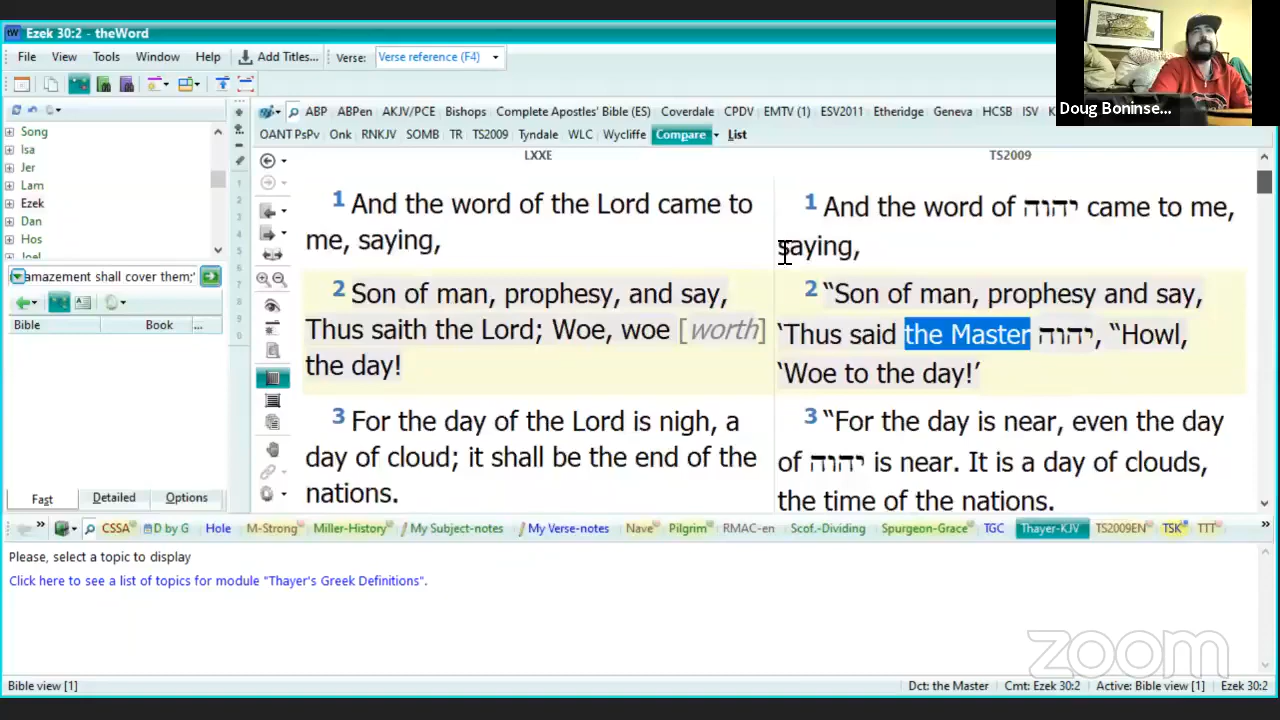 Ezek 30:2 - theWord
File View Tools Window Help Add Titles... Verse: Verse reference (F4)
Doug Boninse...
Song
Isa
Jer
Lam
Ezek
Dan
Hos
Joel
amazement shall cover them;"
Bible Book ...
Fast Detailed Options
ABP ABPen AKJV/PCE Bishops Complete Apostles' Bible (ES) Coverdale CPDV EMTV (1) ESV2011 Etheridge Geneva HCSB ISV
OANT PsPv Onk RNKJV SOMB TR TS2009 Tyndale WLC Wycliffe Compare List
LXXE
1 And the word of the Lord came to
me, saying,
2 Son of man, prophesy, and say,
Thus saith the Lord; Woe, woe [worth]
the day!
3 For the day of the Lord is nigh, a
day of cloud; it shall be the end of the
nations.
TS2009
1 And the word of יהוה came to me,
saying,
2 “Son of man, prophesy and say,
‘Thus said the Master יהוה, “Howl,
‘Woe to the day!’
3 “For the day is near, even the day
of יהוה is near. It is a day of clouds,
the time of the nations.
CSSA D by G Hole M-Strong Miller-History My Subject-notes My Verse-notes Nave Pilgrim RMAC-en Scof.-Dividing Spurgeon-Grace TGC Thayer-KJV TS2009EN TSK TTT
Please, select a topic to display
Click here to see a list of topics for module "Thayer's Greek Definitions".
zoom
Bible view [1] Dct: the Master Cmt: Ezek 30:2 Active: Bible view [1] Ezek 30:2